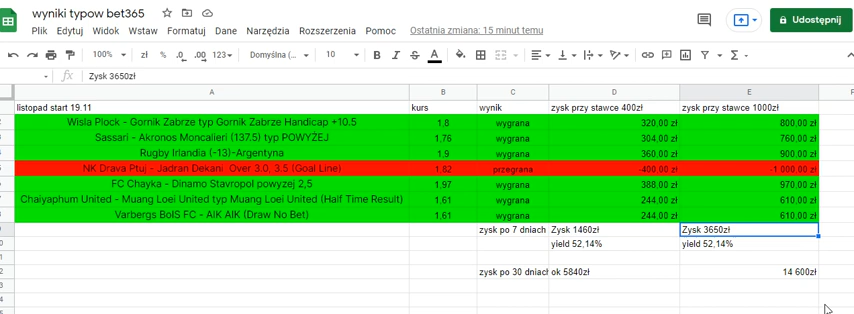 wyniki typow bet365
Plik Edytuj Widok Wstaw Formatuj Dane Narzędzia Rozszerzenia Pomoc Ostatnia zmiana: 15 minut temu
Udostępnij
100% zł % .0 .00 123 Domyślna (... 10 B I S A
fx Zysk 3650zł
A B C D E
listopad start 19.11 kurs wynik zysk przy stawce 400zł zysk przy stawce 1000zł
Wisla Plock - Gornik Zabrze typ Gornik Zabrze Handicap +10.5 1.8 wygrana 320,00 zł 800,00 zł
Sassari - Akronos Moncalieri (137.5) typ POWYŻEJ 1.76 wygrana 304,00 zł 760,00 zł
Rugby Irlandia (-13)-Argentyna 1.9 wygrana 360,00 zł 900,00 zł
NK Drava Ptuj - Jadran Dekani Over 3.0, 3.5 (Goal Line) 1.82 przegrana -400,00 zł -1 000,00 zł
FC Chayka - Dinamo Stavropol powyzej 2,5 1.97 wygrana 388,00 zł 970,00 zł
Chaiyaphum United - Muang Loei United typ Muang Loei United (Half Time Result) 1.61 wygrana 244,00 zł 610,00 zł
Varbergs BoIS FC - AIK AIK (Draw No Bet) 1.61 wygrana 244,00 zł 610,00 zł
zysk po 7 dniach Zysk 1460zł Zysk 3650zł
yield 52,14% yield 52,14%
zysk po 30 dniach ok 5840zł 14 600zł